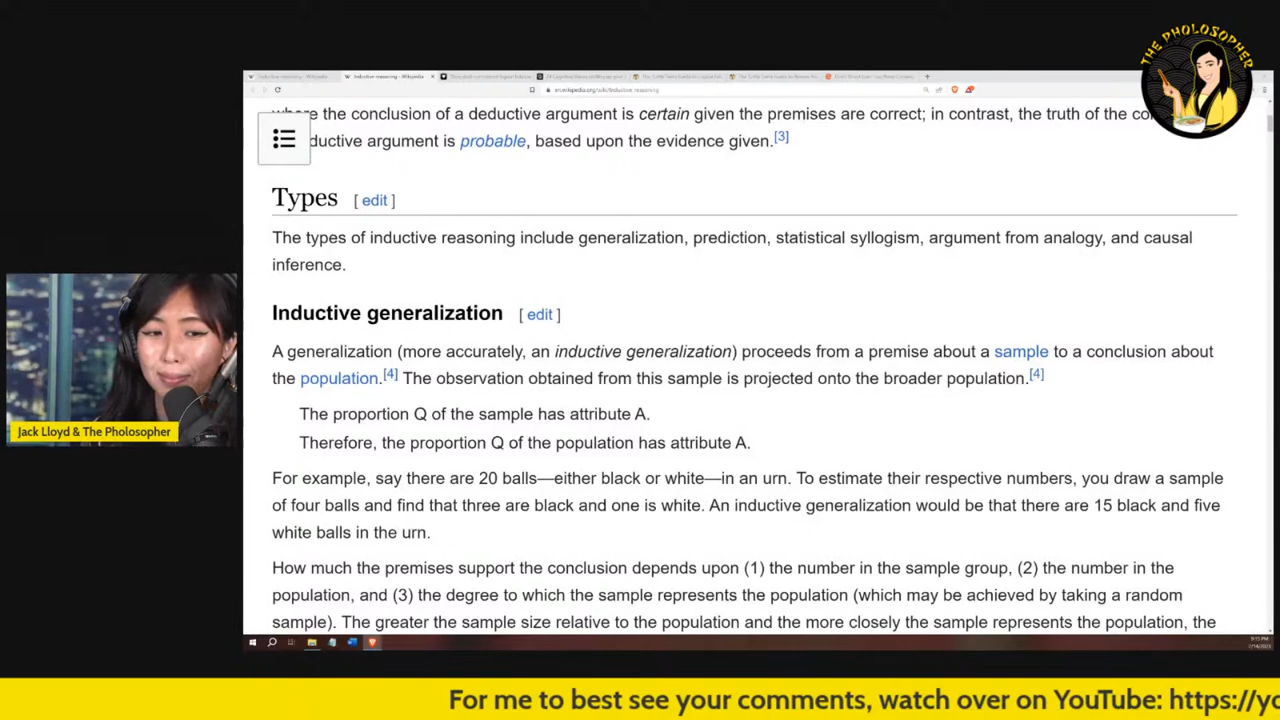 THE PHOLOSOPHER
Inductive reasoning - Wikipedia
en.wikipedia.org/wiki/Inductive_reasoning
where the conclusion of a deductive argument is certain given the premises are correct; in contrast, the truth of the
ductive argument is probable, based upon the evidence given.[3]
Types [ edit ]
The types of inductive reasoning include generalization, prediction, statistical syllogism, argument from analogy, and causal
inference.
Inductive generalization [ edit ]
A generalization (more accurately, an inductive generalization) proceeds from a premise about a sample to a conclusion about
the population.[4] The observation obtained from this sample is projected onto the broader population.[4]
The proportion Q of the sample has attribute A.
Therefore, the proportion Q of the population has attribute A.
For example, say there are 20 balls—either black or white—in an urn. To estimate their respective numbers, you draw a sample
of four balls and find that three are black and one is white. An inductive generalization would be that there are 15 black and five
white balls in the urn.
How much the premises support the conclusion depends upon (1) the number in the sample group, (2) the number in the
population, and (3) the degree to which the sample represents the population (which may be achieved by taking a random
sample). The greater the sample size relative to the population and the more closely the sample represents the population, the
Jack Lloyd & The Pholosopher
9:15 PM
For me to best see your comments, watch over on YouTube: https://yo